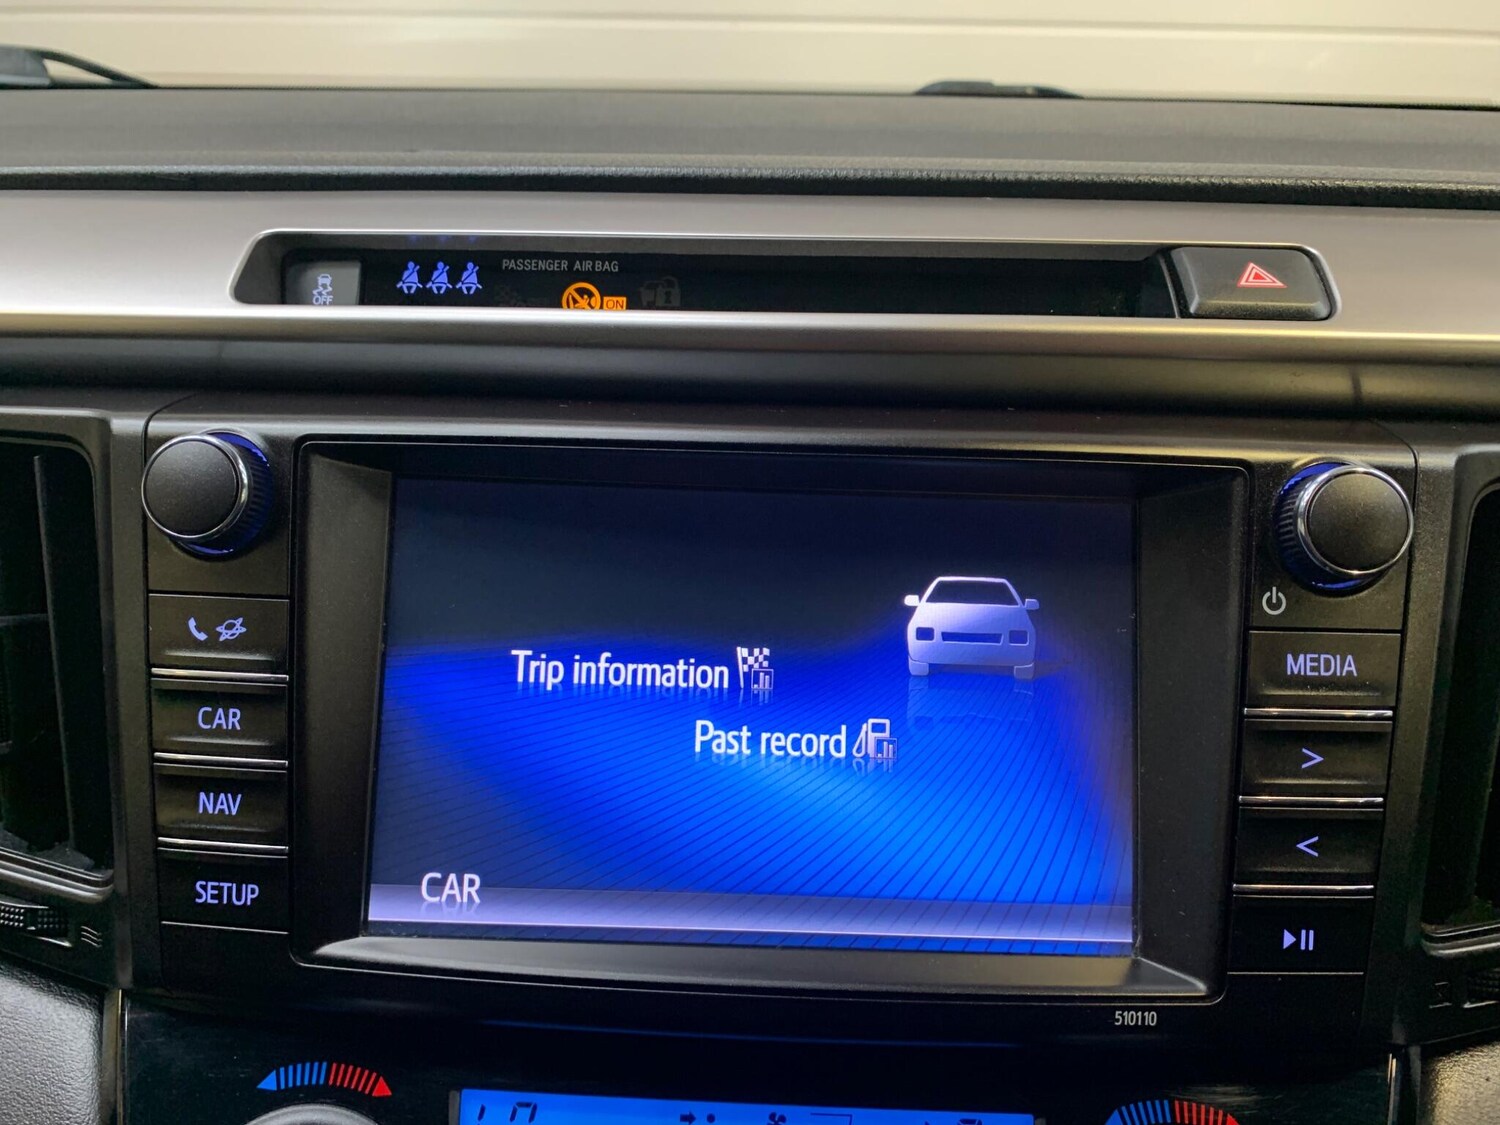 PASSENGER AIR BAG
OFF
ON
MEDIA
Trip information
CAR
Past record
NAV
>
<
SETUP
CAR
510110